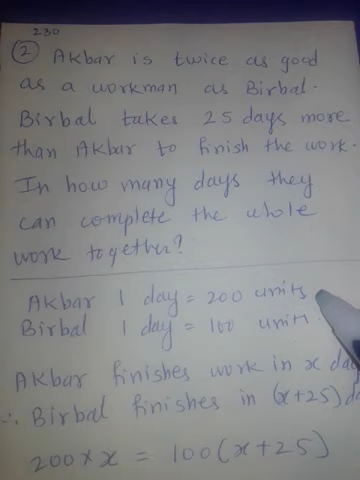 230
2 Akbar is twice as good
as a workman as Birbal.
Birbal takes 25 days more
than Akbar to finish the work.
In how many days they
can complete the whole
work together?
Akbar 1 day = 200 units
Birbal 1 day = 100 units
Akbar finishes work in x day
∴ Birbal finishes in (x+25) da
200 × x = 100 (x+25)